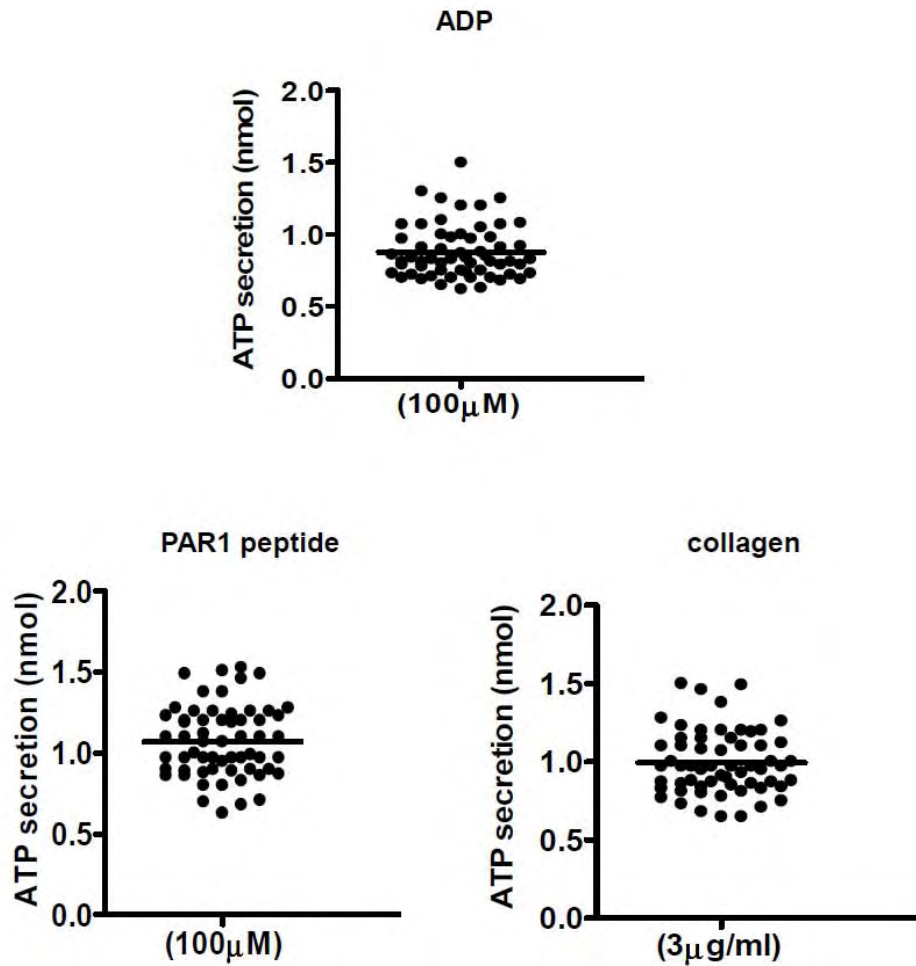 ADP
ATP secretion (nmol)
2.0
1.5
1.0
0.5
0.0
(100μM)
PAR1 peptide
ATP secretion (nmol)
2.0
1.5
1.0
0.5
0.0
(100μM)
collagen
ATP secretion (nmol)
2.0
1.5
1.0
0.5
0.0
(3μg/ml)